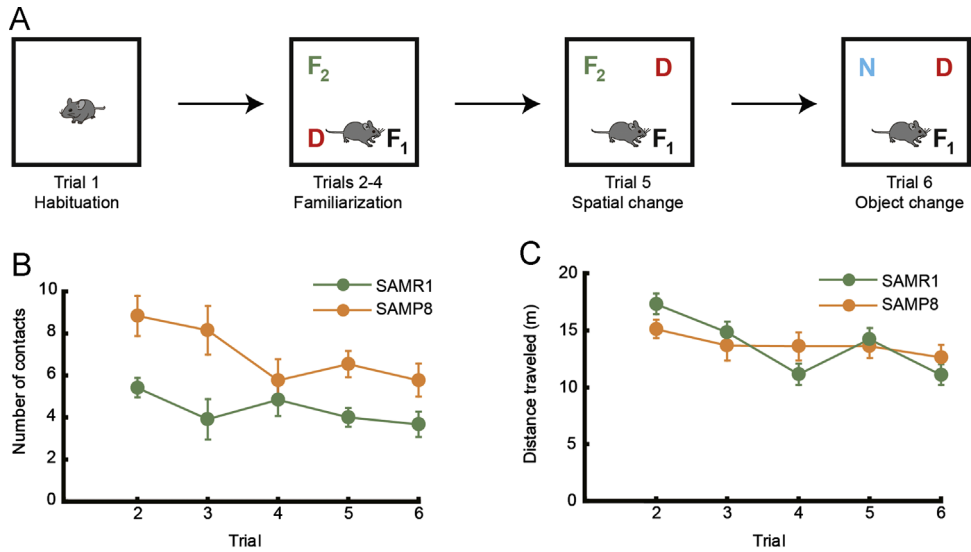 A
F2
D F1
F2 D
F1
N D
F1
Trial 1
Habituation
Trials 2-4
Familiarization
Trial 5
Spatial change
Trial 6
Object change
B
SAMR1
SAMP8
Number of contacts
10
8
6
4
2
0
2 3 4 5 6
Trial
C
SAMR1
SAMP8
Distance traveled (m)
20
15
10
5
0
2 3 4 5 6
Trial